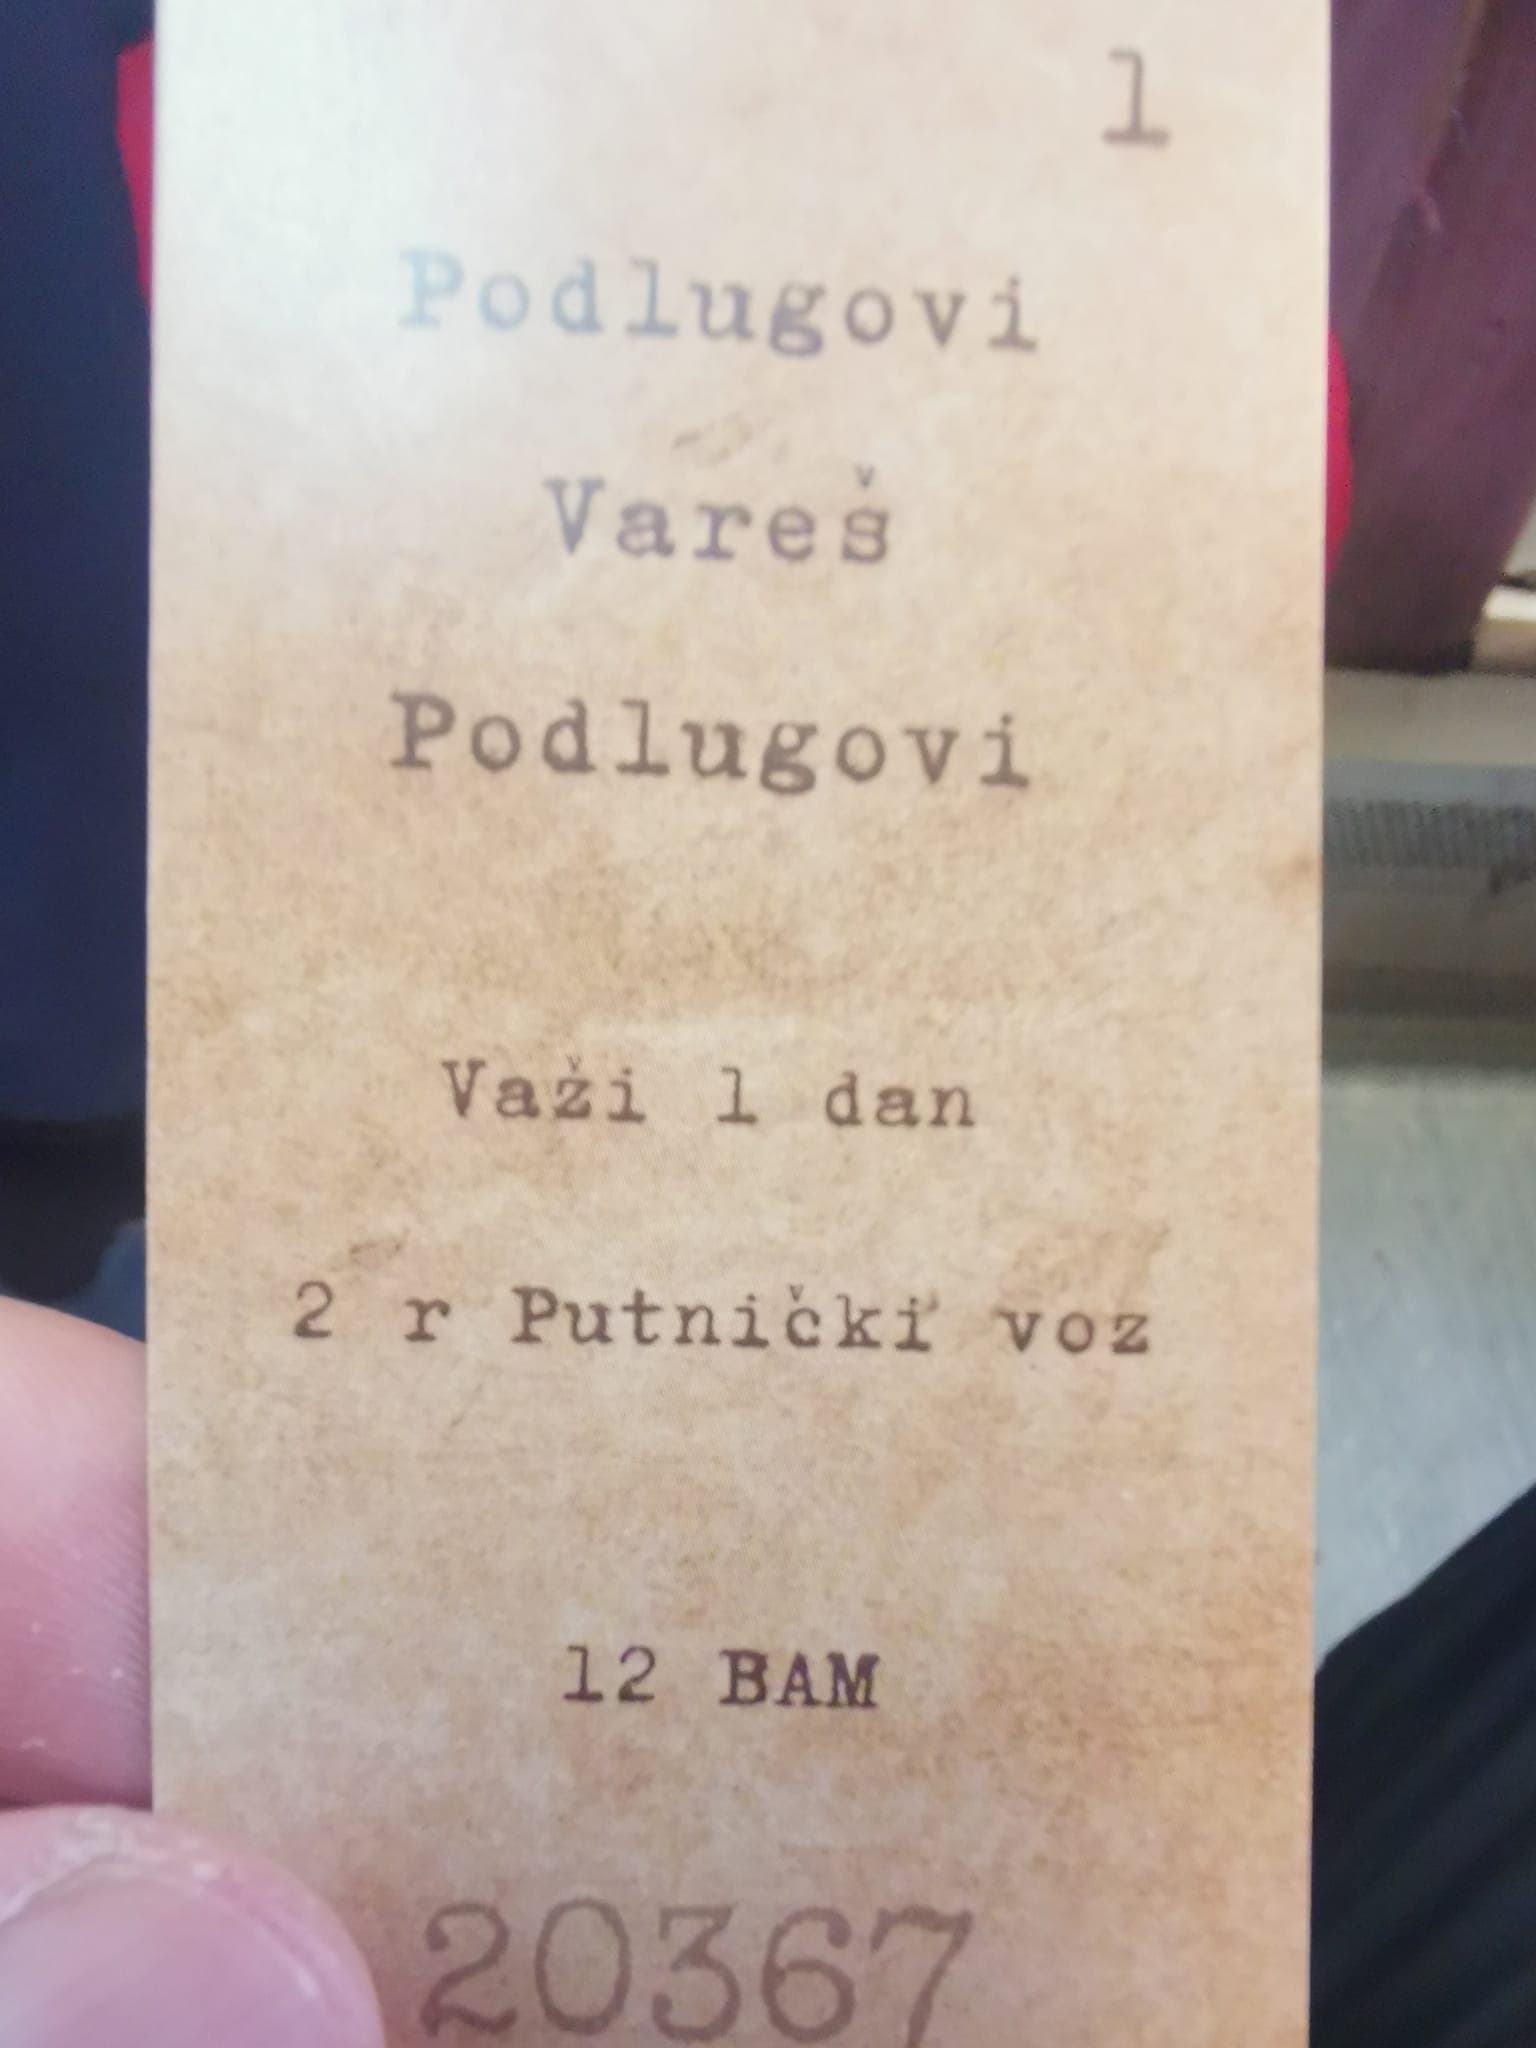 1
Podlugovi
Vareš
Podlugovi
Važi 1 dan
2 r Putnički voz
12 BAM
20367